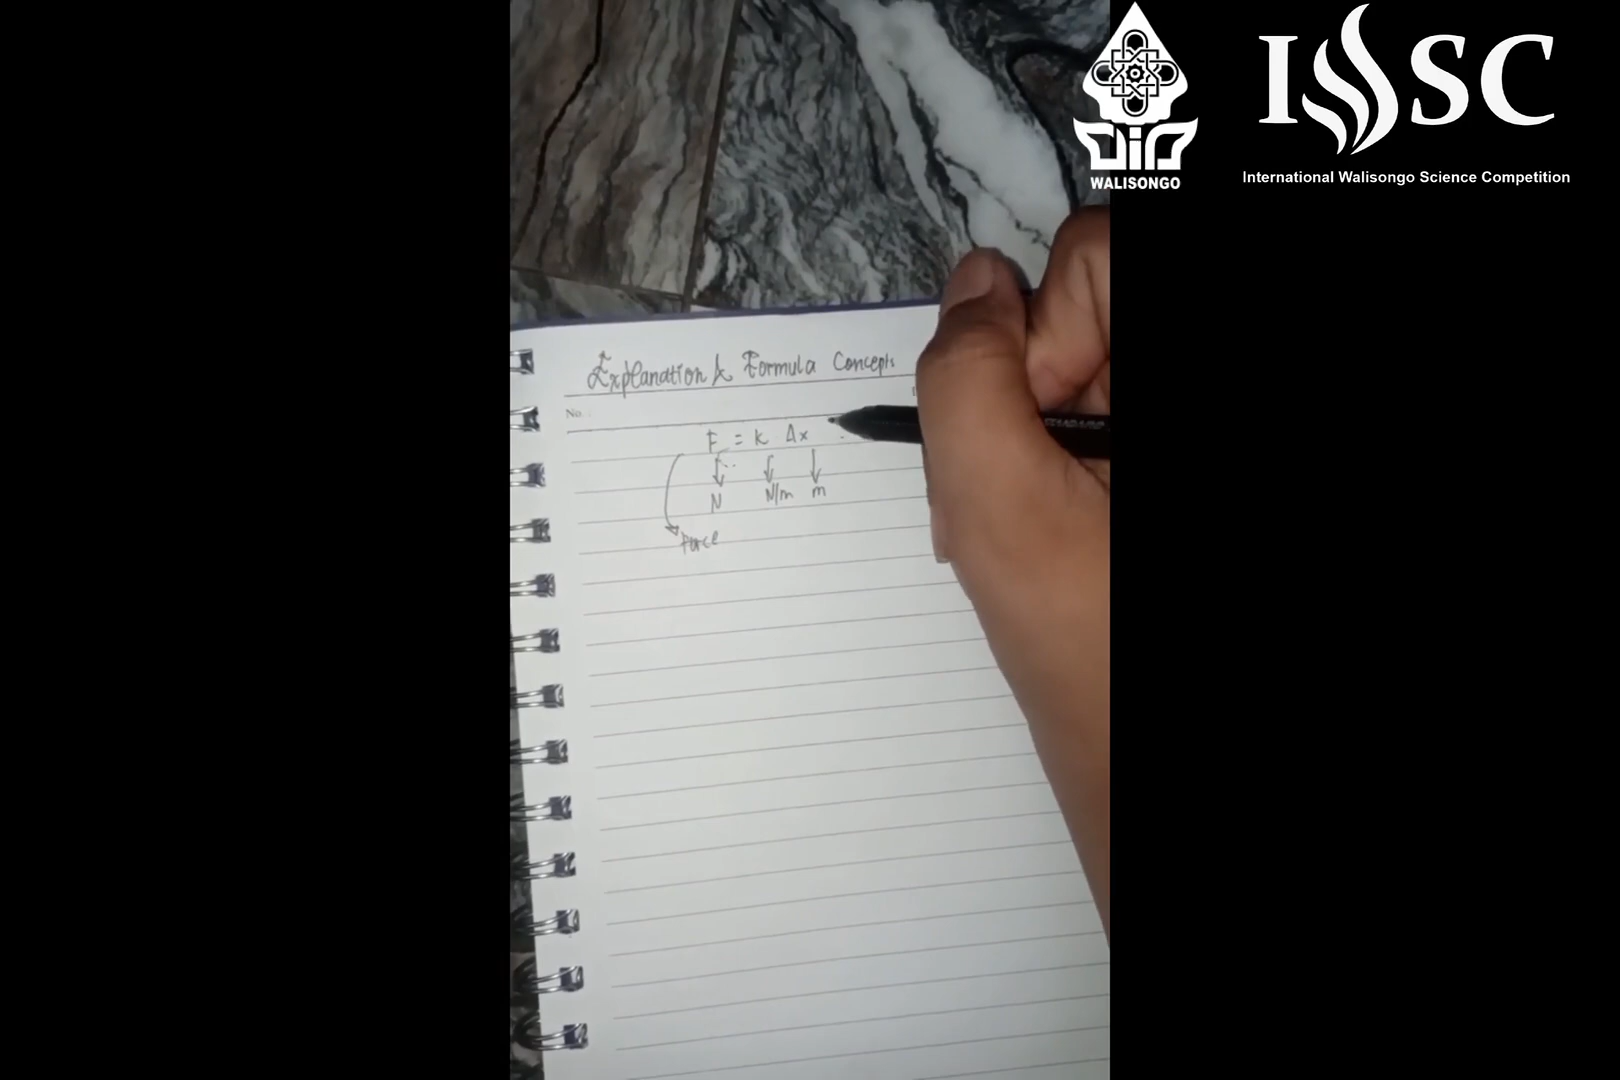 ISSC
WALISONGO
International Walisongo Science Competition
Explanation & Formula Concepts
No.
F = k Δx
N N/m m
Force